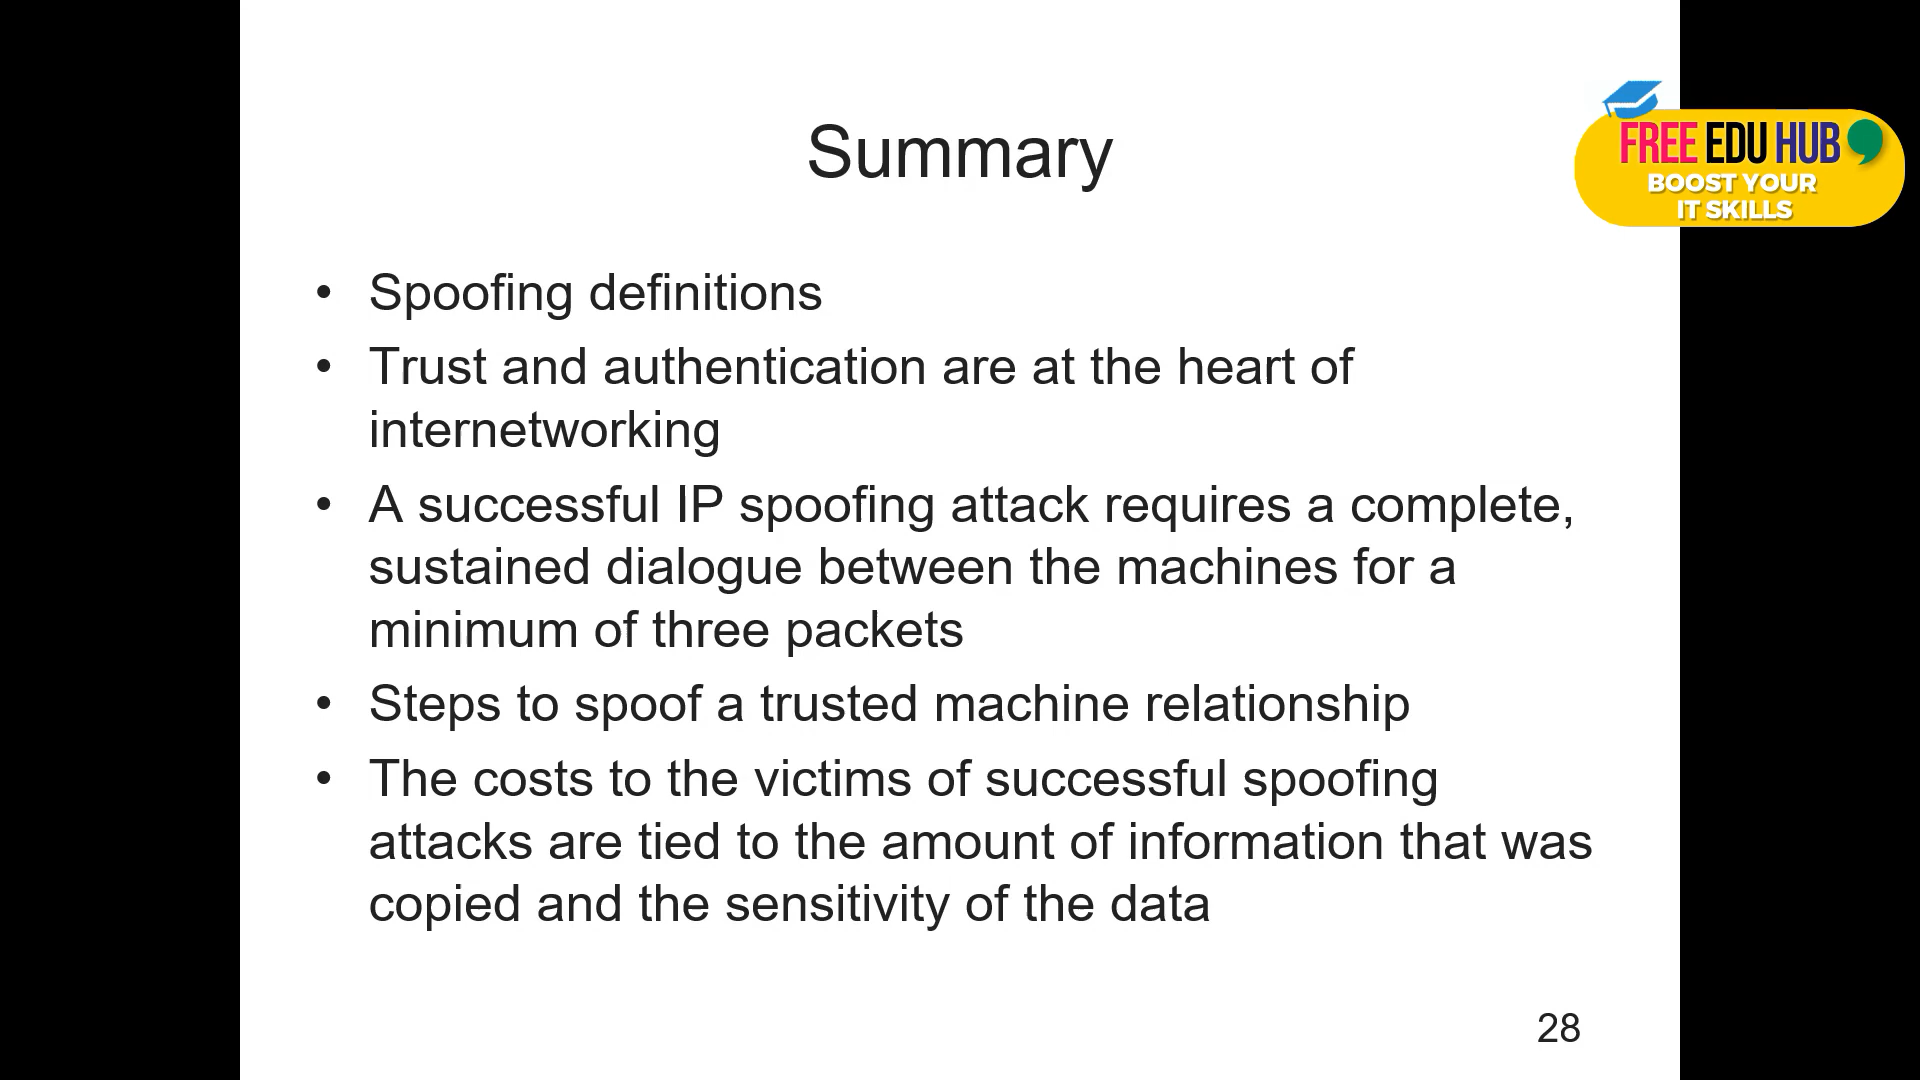 Summary
FREE EDU HUB
BOOST YOUR
IT SKILLS
• Spoofing definitions
• Trust and authentication are at the heart of
internetworking
• A successful IP spoofing attack requires a complete,
sustained dialogue between the machines for a
minimum of three packets
• Steps to spoof a trusted machine relationship
• The costs to the victims of successful spoofing
attacks are tied to the amount of information that was
copied and the sensitivity of the data
28